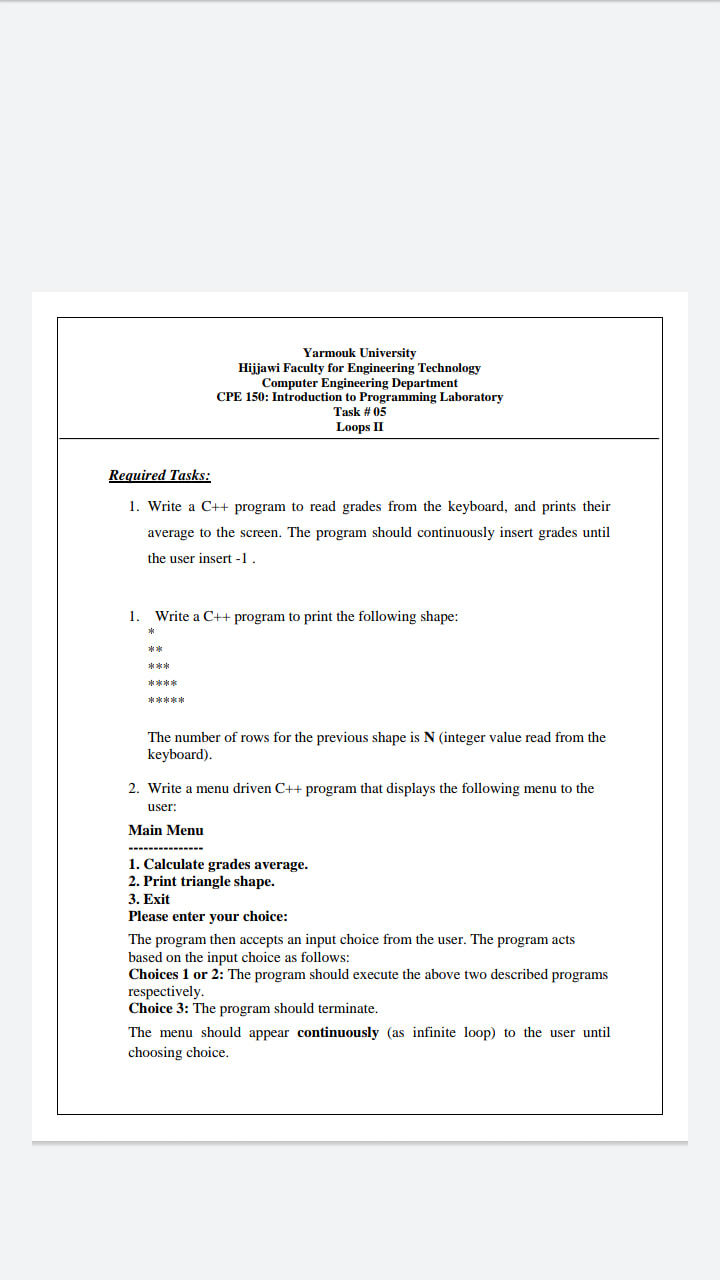 Yarmouk University
Hijjawi Faculty for Engineering Technology
Computer Engineering Department
CPE 150: Introduction to Programming Laboratory
Task # 05
Loops II
Required Tasks:
1. Write a C++ program to read grades from the keyboard, and prints their
average to the screen. The program should continuously insert grades until
the user insert -1 .
1. Write a C++ program to print the following shape:
*
**
***
****
*****
The number of rows for the previous shape is N (integer value read from the
keyboard).
2. Write a menu driven C++ program that displays the following menu to the
user:
Main Menu
---------------
1. Calculate grades average.
2. Print triangle shape.
3. Exit
Please enter your choice:
The program then accepts an input choice from the user. The program acts
based on the input choice as follows:
Choices 1 or 2: The program should execute the above two described programs
respectively.
Choice 3: The program should terminate.
The menu should appear continuously (as infinite loop) to the user until
choosing choice.